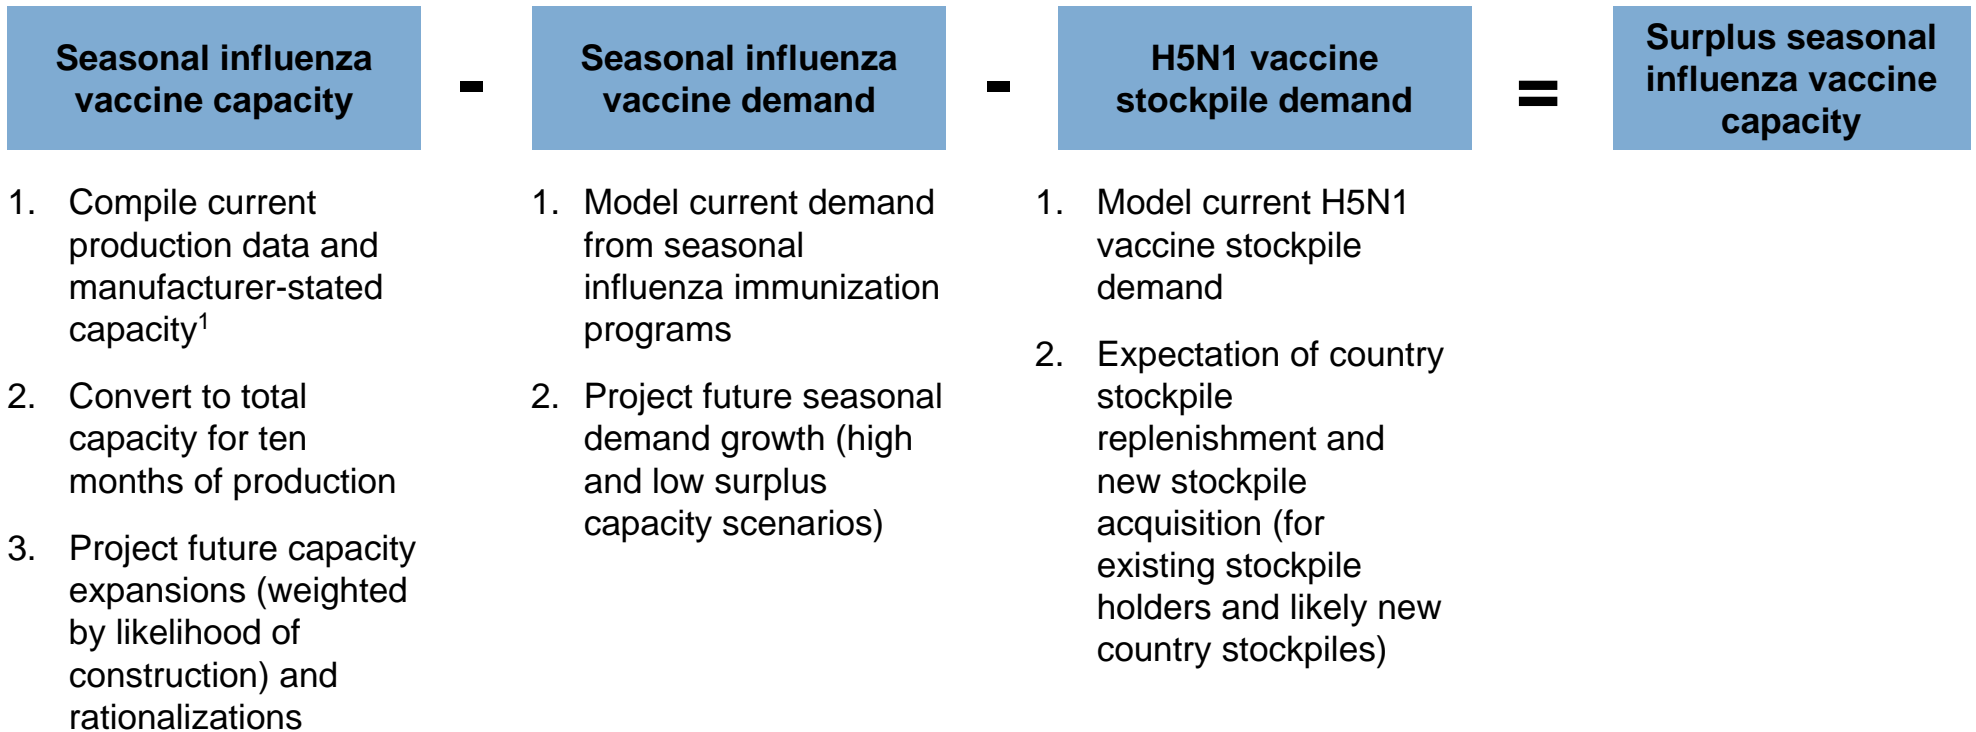 Seasonal influenza
vaccine capacity
-
Seasonal influenza
vaccine demand
-
H5N1 vaccine
stockpile demand
=
Surplus seasonal
influenza vaccine
capacity
1. Compile current
production data and
manufacturer-stated
capacity1
2. Convert to total
capacity for ten
months of production
3. Project future capacity
expansions (weighted
by likelihood of
construction) and
rationalizations
1. Model current demand
from seasonal
influenza immunization
programs
2. Project future seasonal
demand growth (high
and low surplus
capacity scenarios)
1. Model current H5N1
vaccine stockpile
demand
2. Expectation of country
stockpile
replenishment and
new stockpile
acquisition (for
existing stockpile
holders and likely new
country stockpiles)